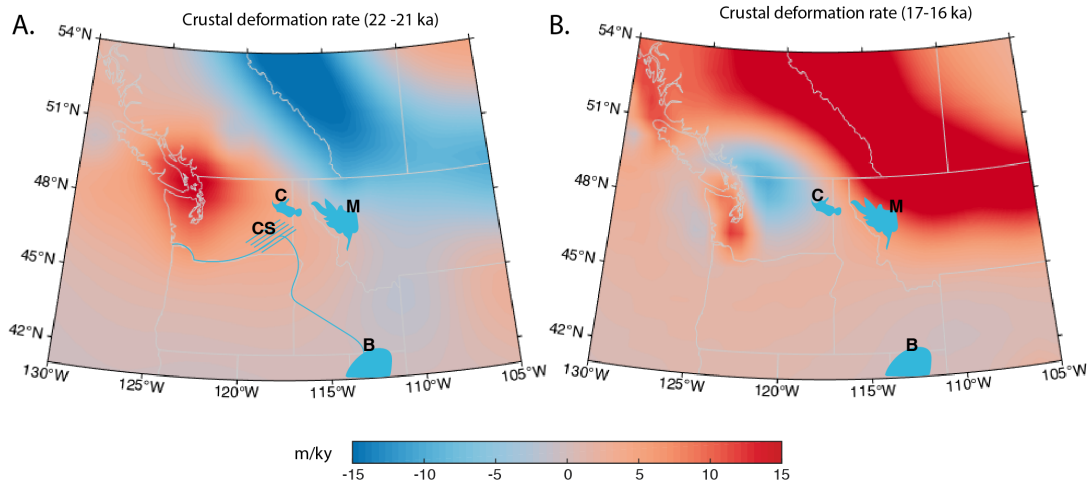 A.
Crustal deformation rate (22 -21 ka)
54°N
51°N
48°N
45°N
42°N
130°W
125°W
120°W
115°W
110°W
105°W
C
M
CS
B
B.
Crustal deformation rate (17-16 ka)
54°N
51°N
48°N
45°N
42°N
130°W
125°W
120°W
115°W
110°W
105°W
C
M
B
m/ky
-15
-10
-5
0
5
10
15